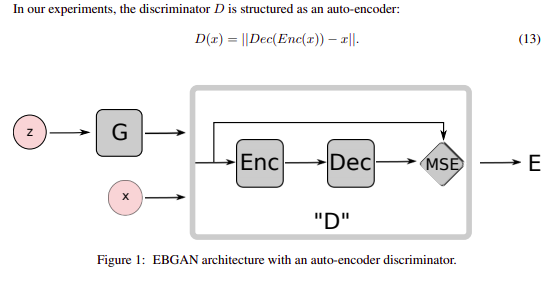 In our experiments, the discriminator D is structured as an auto-encoder:
D(x) = ||Dec(Enc(x)) − x||. (13)
z
G
Enc
Dec
MSE
E
x
"D"
Figure 1: EBGAN architecture with an auto-encoder discriminator.